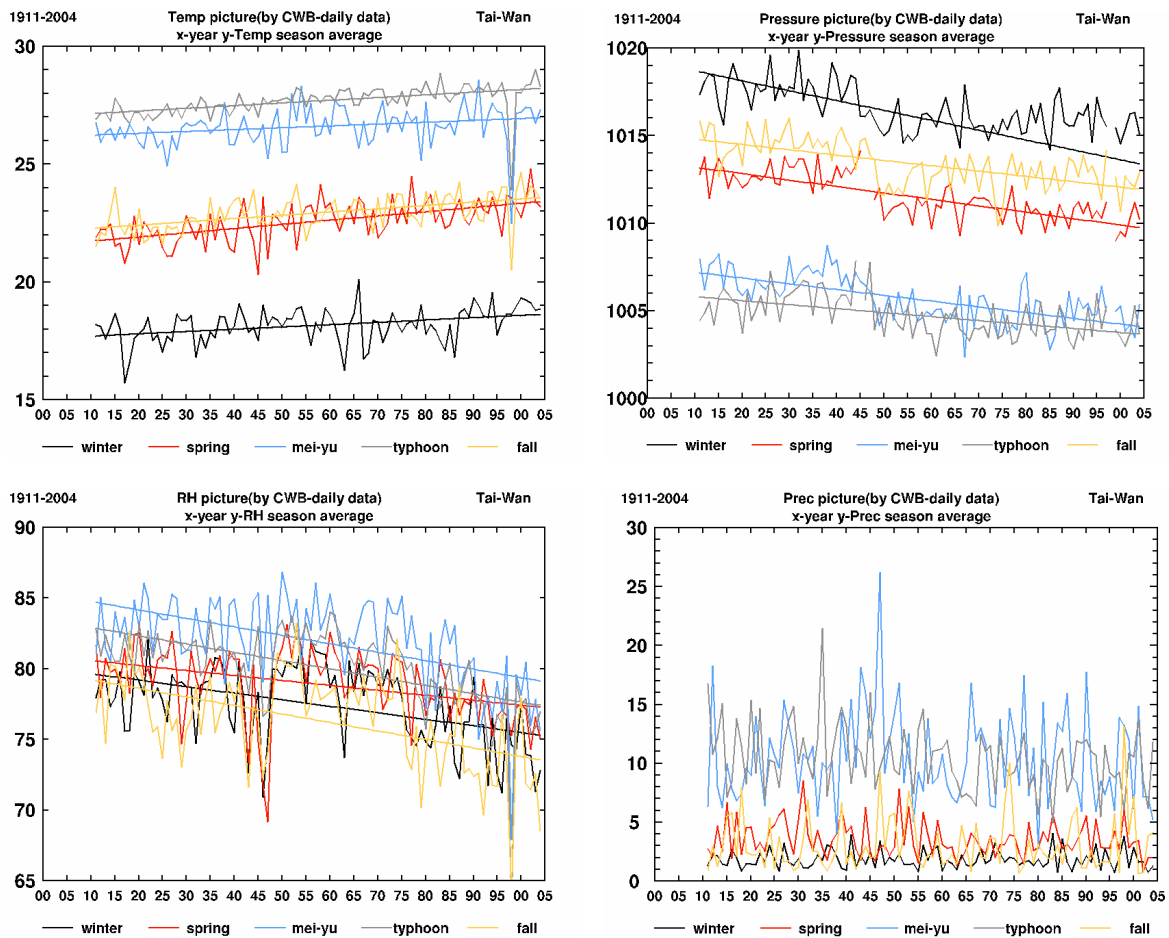 1911-2004 Temp picture(by CWB-daily data) Tai-Wan
x-year y-Temp season average
30
25
20
15
00 05 10 15 20 25 30 35 40 45 50 55 60 65 70 75 80 85 90 95 00 05
winter spring mei-yu typhoon fall
1911-2004 Pressure picture(by CWB-daily data) Tai-Wan
x-year y-Pressure season average
1020
1015
1010
1005
1000
00 05 10 15 20 25 30 35 40 45 50 55 60 65 70 75 80 85 90 95 00 05
winter spring mei-yu typhoon fall
1911-2004 RH picture(by CWB-daily data) Tai-Wan
x-year y-RH season average
90
85
80
75
70
65
00 05 10 15 20 25 30 35 40 45 50 55 60 65 70 75 80 85 90 95 00 05
winter spring mei-yu typhoon fall
1911-2004 Prec picture(by CWB-daily data) Tai-Wan
x-year y-Prec season average
30
25
20
15
10
5
0
00 05 10 15 20 25 30 35 40 45 50 55 60 65 70 75 80 85 90 95 00 05
winter spring mei-yu typhoon fall